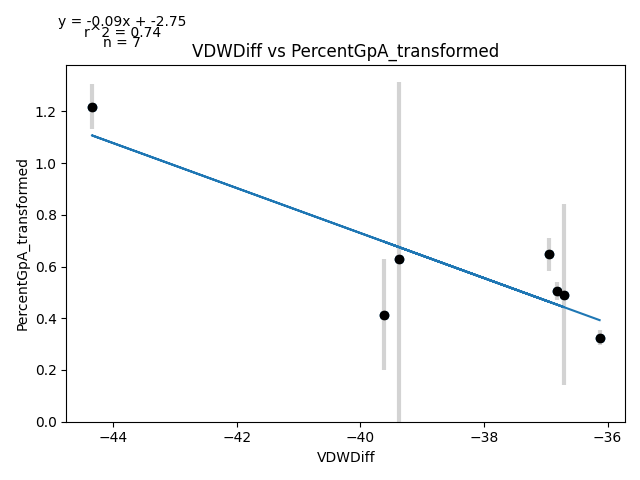 y = -0.09x + -2.75
r^2 = 0.74
n = 7
VDWDiff vs PercentGpA_transformed
PercentGpA_transformed
1.2
1.0
0.8
0.6
0.4
0.2
0.0
−44
−42
−40
−38
−36
VDWDiff